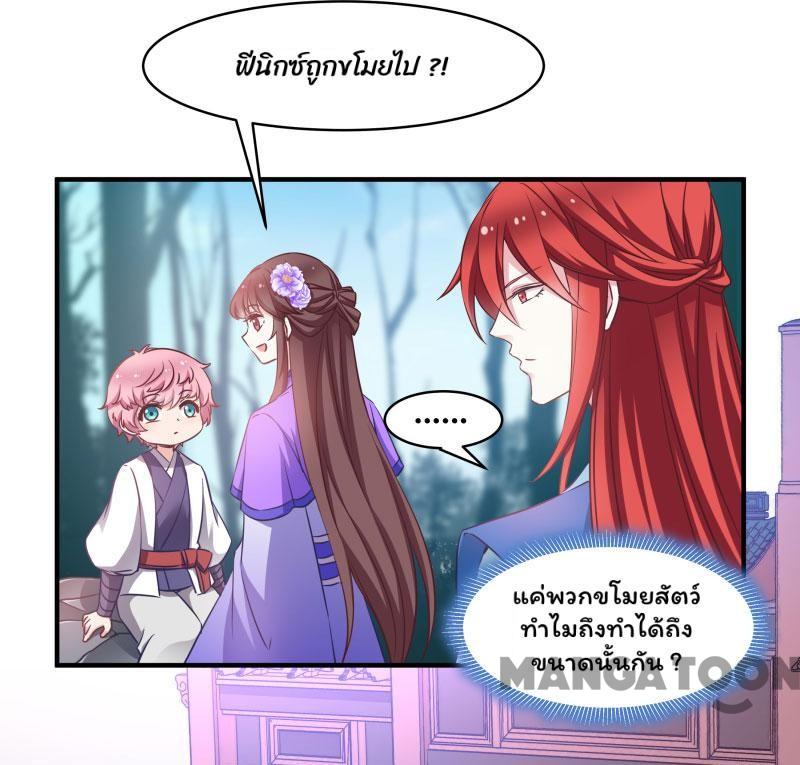 ฟีนิกซ์ถูกขโมยไป ?!
......
แค่พวกขโมยสัตว์
ทำไมถึงทำได้ถึง
ขนาดนั้นกัน ?
MANGATOON